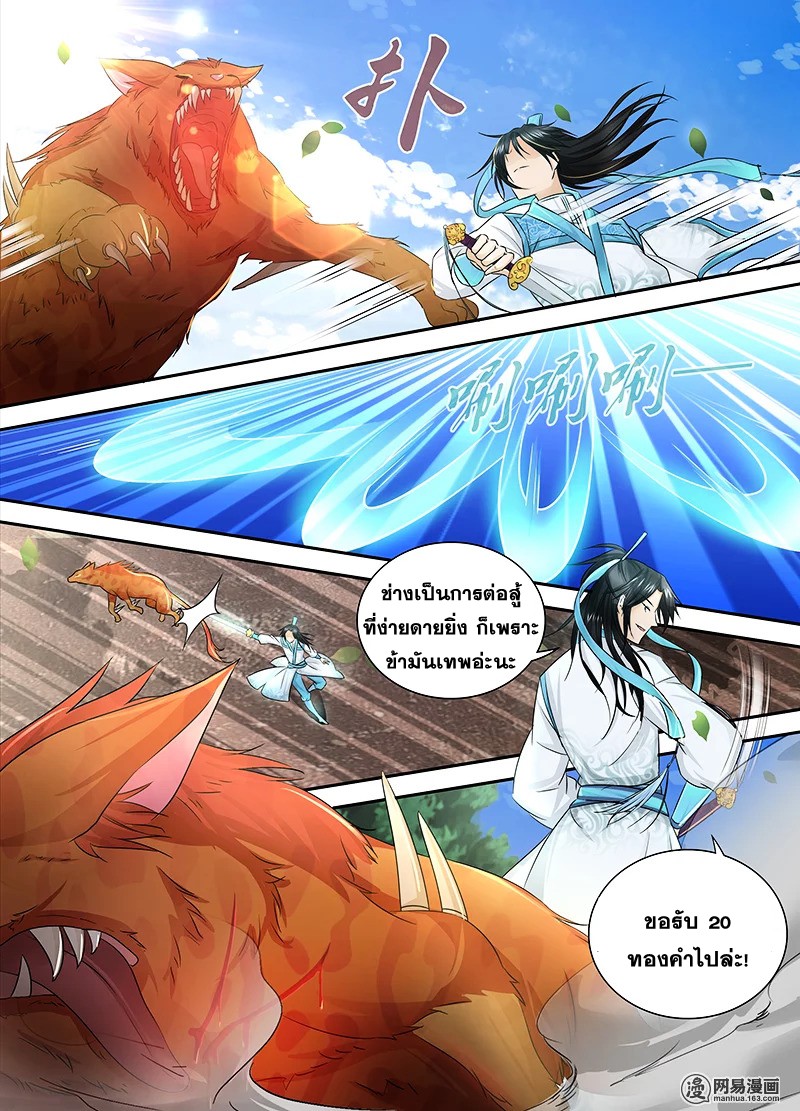 扑
唰唰唰——
ช่างเป็นการต่อสู้
ที่ง่ายดายยิ่ง ก็เพราะ
ข้ามันเทพอ่ะนะ
ขอรับ 20
ทองคำไปล่ะ!
漫 网易漫画
manhua.163.com